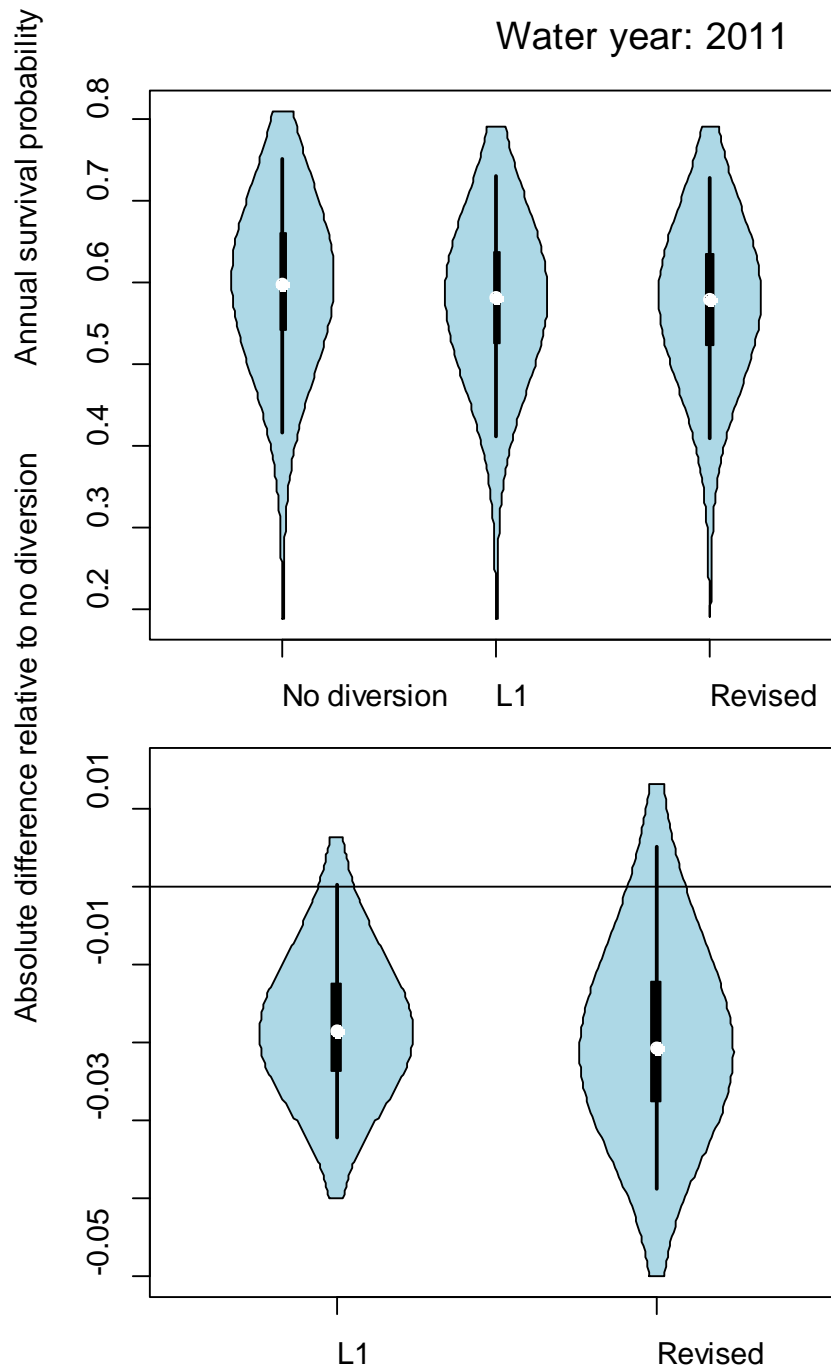 Water year: 2011
Annual survival probability
0.8
0.7
0.6
0.5
0.4
0.3
0.2
No diversion L1 Revised
Absolute difference relative to no diversion
0.01
-0.01
-0.03
-0.05
L1 Revised